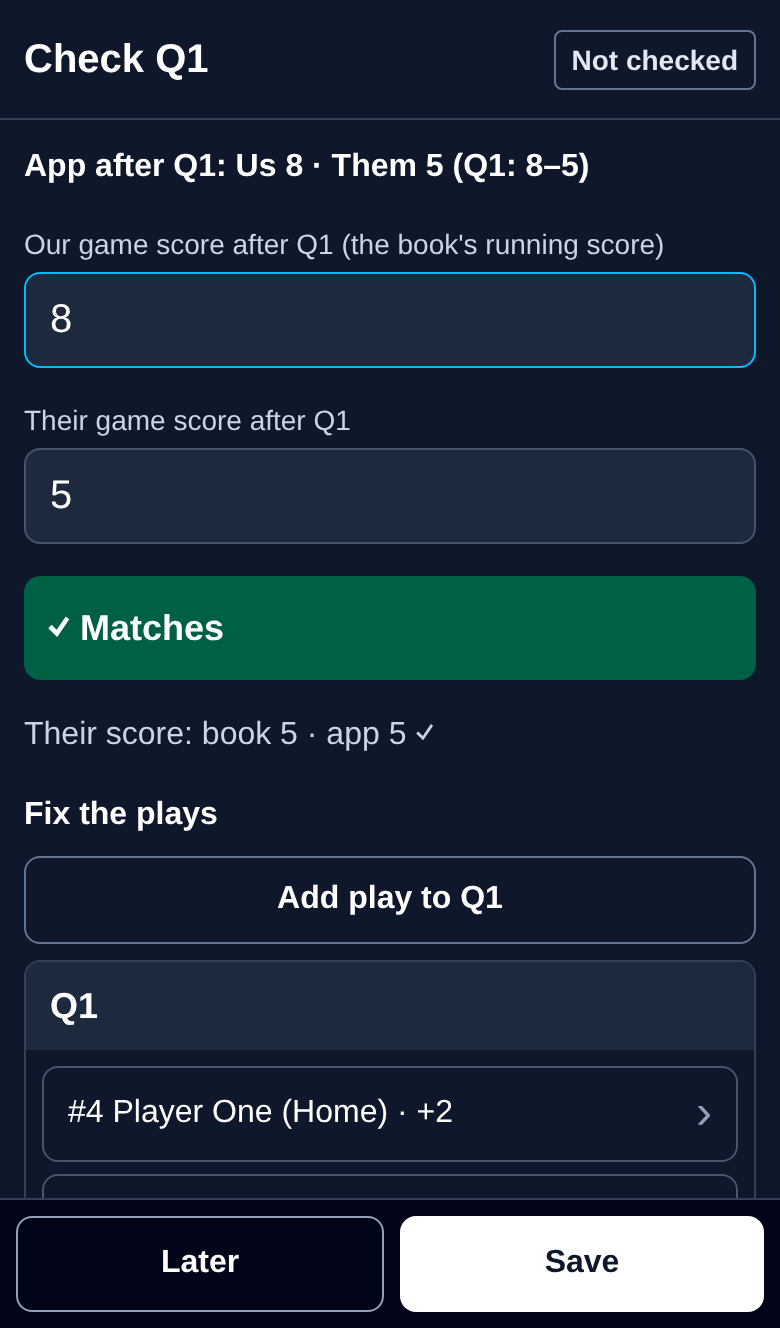 Check Q1
Not checked
App after Q1: Us 8 · Them 5 (Q1: 8–5)
Our game score after Q1 (the book's running score)
8
Their game score after Q1
5
✓ Matches
Their score: book 5 · app 5 ✓
Fix the plays
Add play to Q1
Q1
#4 Player One (Home) · +2 ›
Later
Save